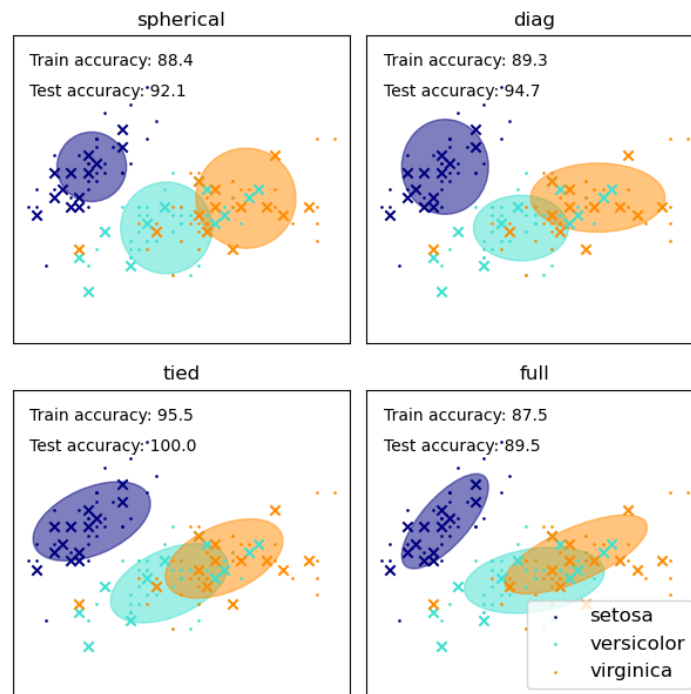 spherical
Train accuracy: 88.4
Test accuracy: 92.1
diag
Train accuracy: 89.3
Test accuracy: 94.7
tied
Train accuracy: 95.5
Test accuracy: 100.0
full
Train accuracy: 87.5
Test accuracy: 89.5
setosa
versicolor
virginica